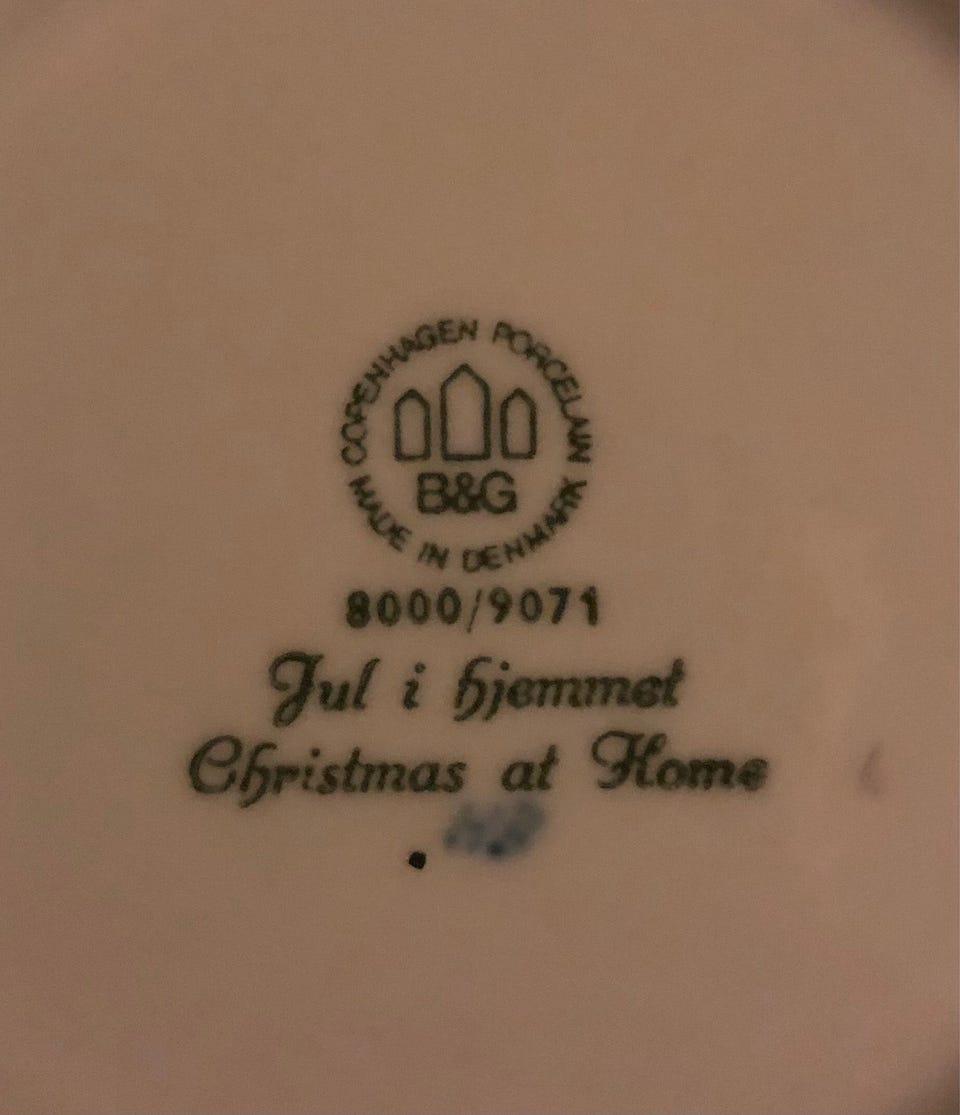 COPENHAGEN PORCELAIN
B&G
MADE IN DENMARK
8000/9071
Jul i hjemmet
Christmas at Home